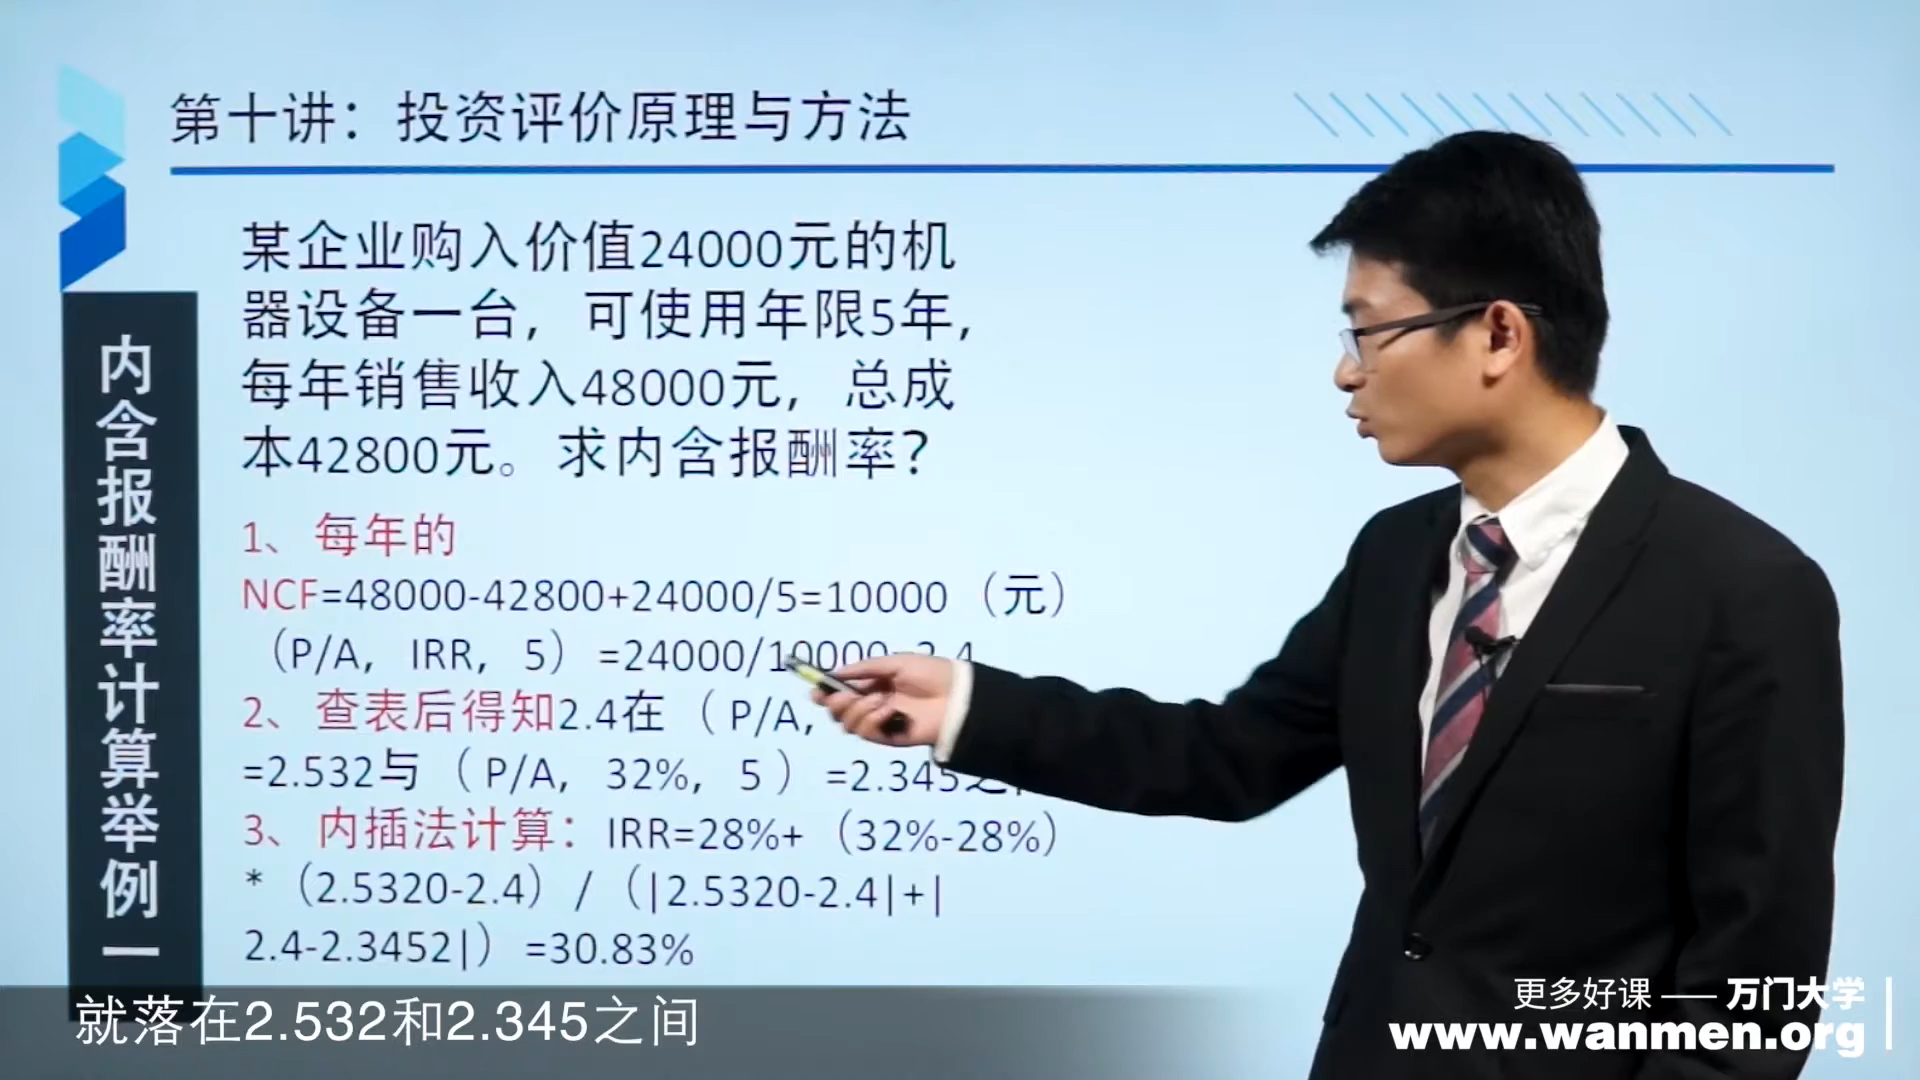 第十讲：投资评价原理与方法
内含报酬率计算举例一
某企业购入价值24000元的机
器设备一台，可使用年限5年，
每年销售收入48000元，总成
本42800元。求内含报酬率？
1、每年的
NCF=48000-42800+24000/5=10000（元）
（P/A，IRR，5）=24000/10000=2.4
2、查表后得知2.4在（P/A，
=2.532与（P/A，32%，5）=2.345之
3、内插法计算：IRR=28%+（32%-28%）
*（2.5320-2.4）/（|2.5320-2.4|+|
2.4-2.3452|）=30.83%
就落在2.532和2.345之间
更多好课 —— 万门大学
www.wanmen.org